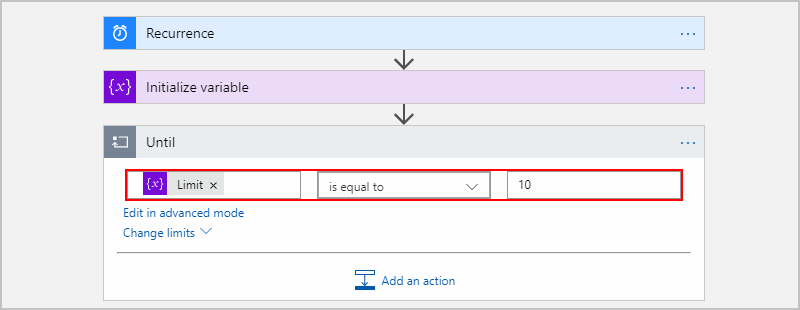 Recurrence
...
{x} Initialize variable
...
Until
...
{x} Limit × is equal to 10
Edit in advanced mode
Change limits
Add an action